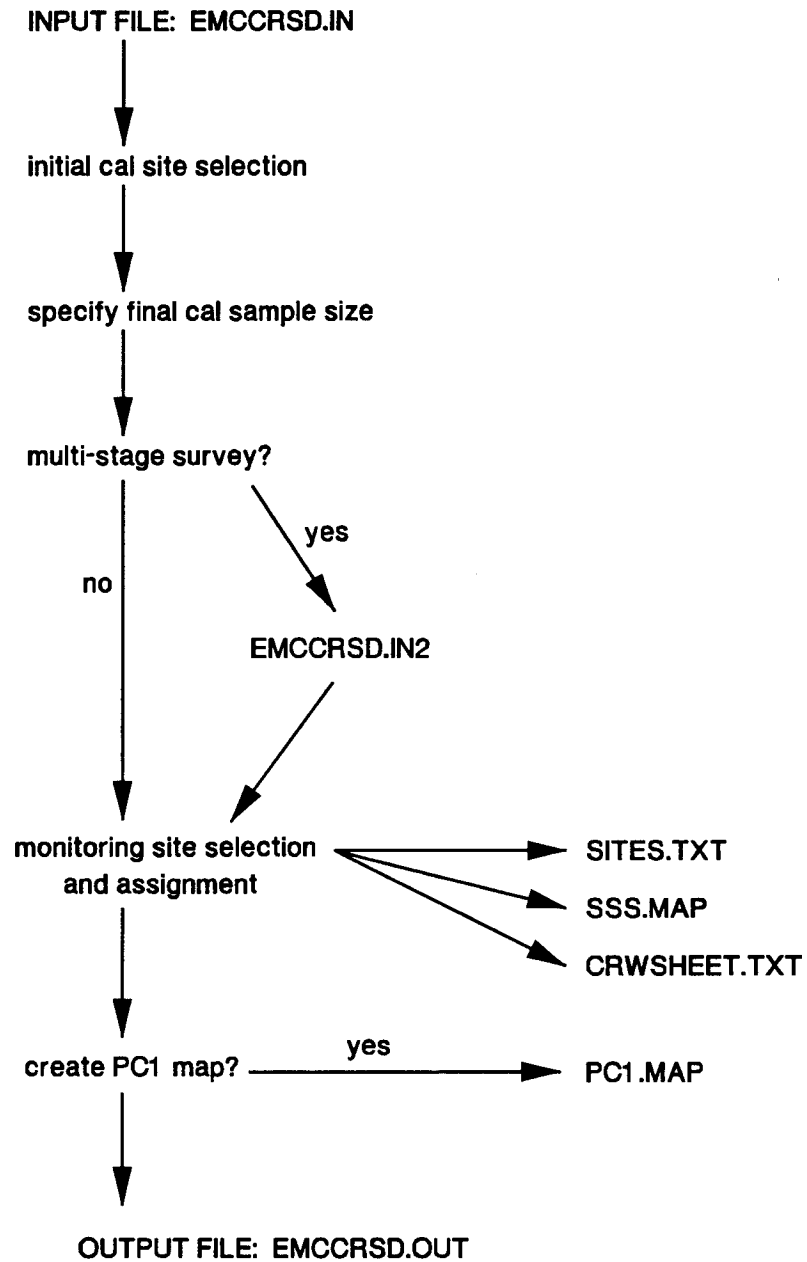 INPUT FILE: EMCCRSD.IN
initial cal site selection
specify final cal sample size
multi-stage survey?
yes
no
EMCCRSD.IN2
monitoring site selection
and assignment
SITES.TXT
SSS.MAP
CRWSHEET.TXT
create PC1 map?
yes
PC1.MAP
OUTPUT FILE: EMCCRSD.OUT